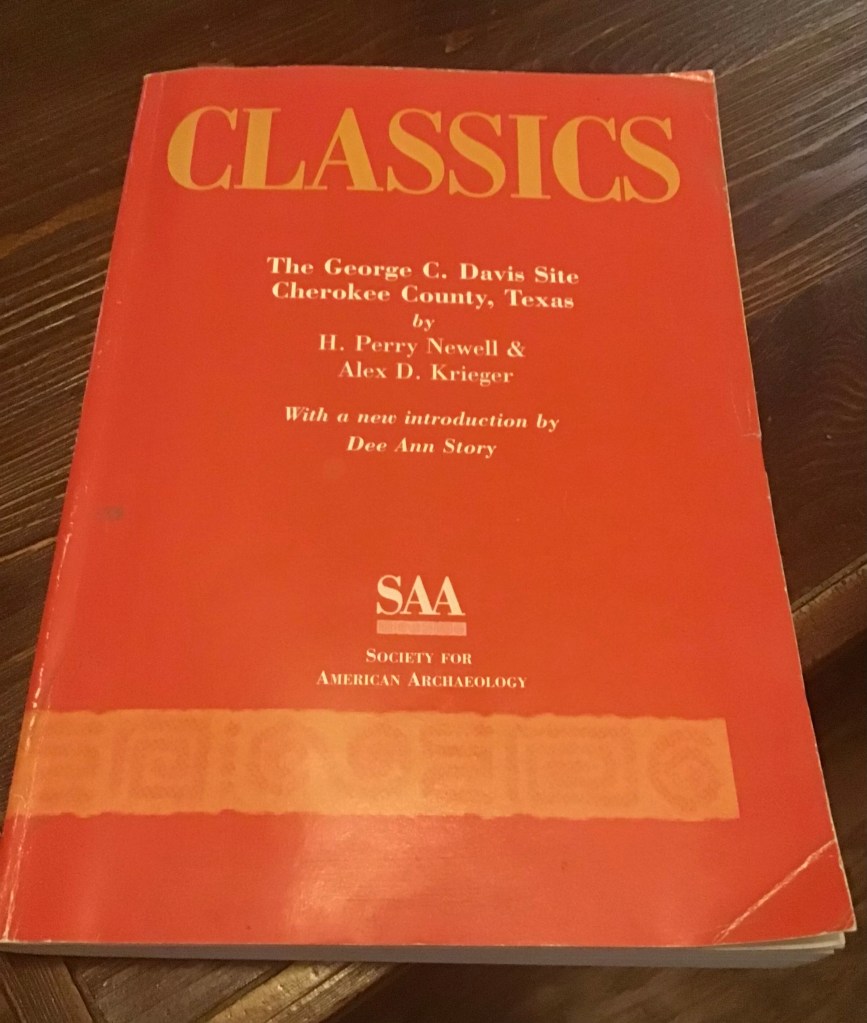 CLASSICS
The George C. Davis Site
Cherokee County, Texas
by
H. Perry Newell &
Alex D. Krieger
With a new introduction by
Dee Ann Story
SAA
SOCIETY FOR
AMERICAN ARCHAEOLOGY